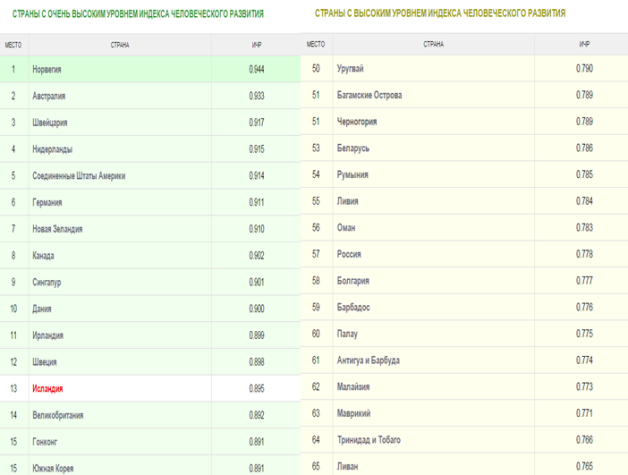 СТРАНЫ С ОЧЕНЬ ВЫСОКИМ УРОВНЕМ ИНДЕКСА ЧЕЛОВЕЧЕСКОГО РАЗВИТИЯ
МЕСТО СТРАНА ИЧР
1 Норвегия 0.944
2 Австралия 0.933
3 Швейцария 0.917
4 Нидерланды 0.915
5 Соединенные Штаты Америки 0.914
6 Германия 0.911
7 Новая Зеландия 0.910
8 Канада 0.902
9 Сингапур 0.901
10 Дания 0.900
11 Ирландия 0.899
12 Швеция 0.898
13 Исландия 0.895
14 Великобритания 0.892
15 Гонконг 0.891
15 Южная Корея 0.891
СТРАНЫ С ВЫСОКИМ УРОВНЕМ ИНДЕКСА ЧЕЛОВЕЧЕСКОГО РАЗВИТИЯ
МЕСТО СТРАНА ИЧР
50 Уругвай 0.790
51 Багамские Острова 0.789
51 Черногория 0.789
53 Беларусь 0.786
54 Румыния 0.785
55 Ливия 0.784
56 Оман 0.783
57 Россия 0.778
58 Болгария 0.777
59 Барбадос 0.776
60 Палау 0.775
61 Антигуа и Барбуда 0.774
62 Малайзия 0.773
63 Маврикий 0.771
64 Тринидад и Тобаго 0.766
65 Ливан 0.765